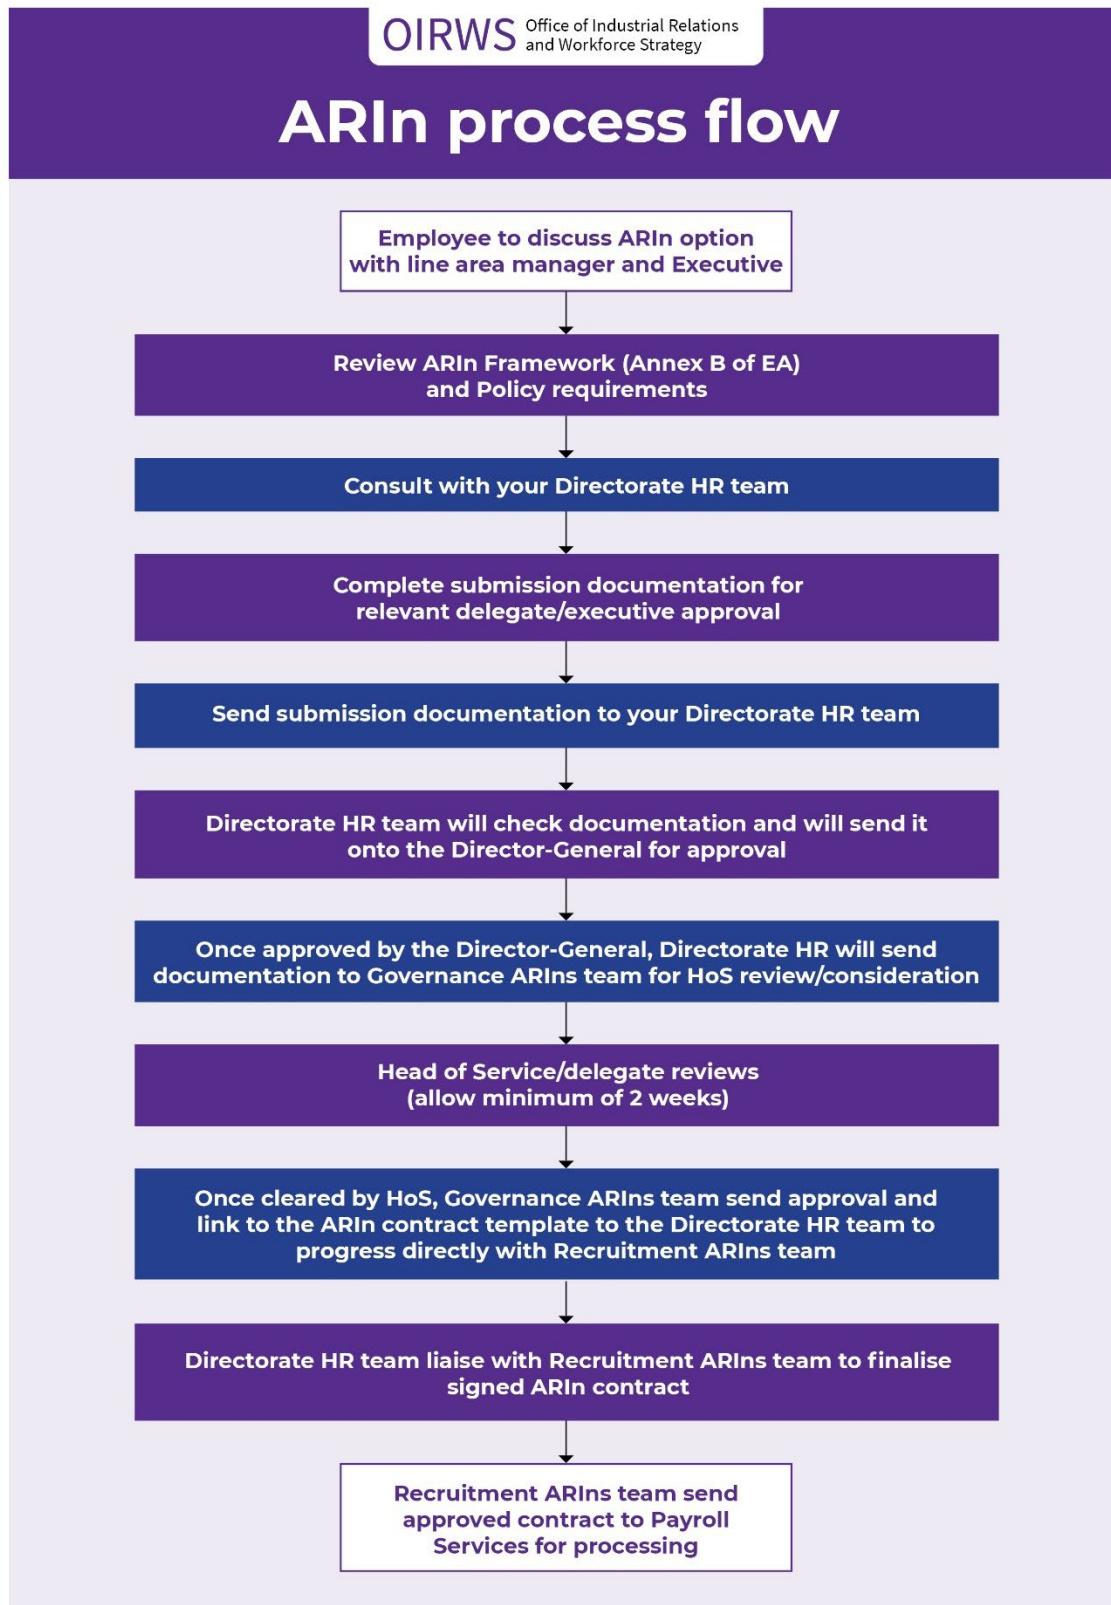 OIRWS
Office of Industrial Relations
and Workforce Strategy
ARIn process flow
Employee to discuss ARIn option
with line area manager and Executive
Review ARIn Framework (Annex B of EA)
and Policy requirements
Consult with your Directorate HR team
Complete submission documentation for
relevant delegate/executive approval
Send submission documentation to your Directorate HR team
Directorate HR team will check documentation and will send it
onto the Director-General for approval
Once approved by the Director-General, Directorate HR will send
documentation to Governance ARIns team for HoS review/consideration
Head of Service/delegate reviews
(allow minimum of 2 weeks)
Once cleared by HoS, Governance ARIns team send approval and
link to the ARIn contract template to the Directorate HR team to
progress directly with Recruitment ARIns team
Directorate HR team liaise with Recruitment ARIns team to finalise
signed ARIn contract
Recruitment ARIns team send
approved contract to Payroll
Services for processing